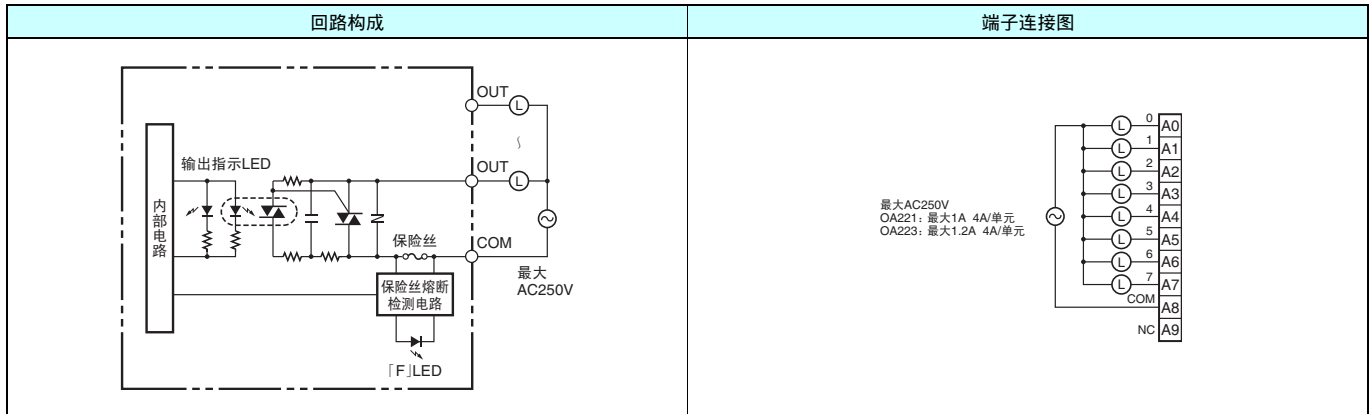 回路构成
端子连接图
OUT
L
OUT
L
输出指示LED
内部电路
保险丝
COM
最大
AC250V
保险丝熔断
检测电路
「F」LED
最大AC250V
OA221：最大1A 4A/单元
OA223：最大1.2A 4A/单元
L 0 A0
L 1 A1
L 2 A2
L 3 A3
L 4 A4
L 5 A5
L 6 A6
L 7 A7
COM A8
NC A9